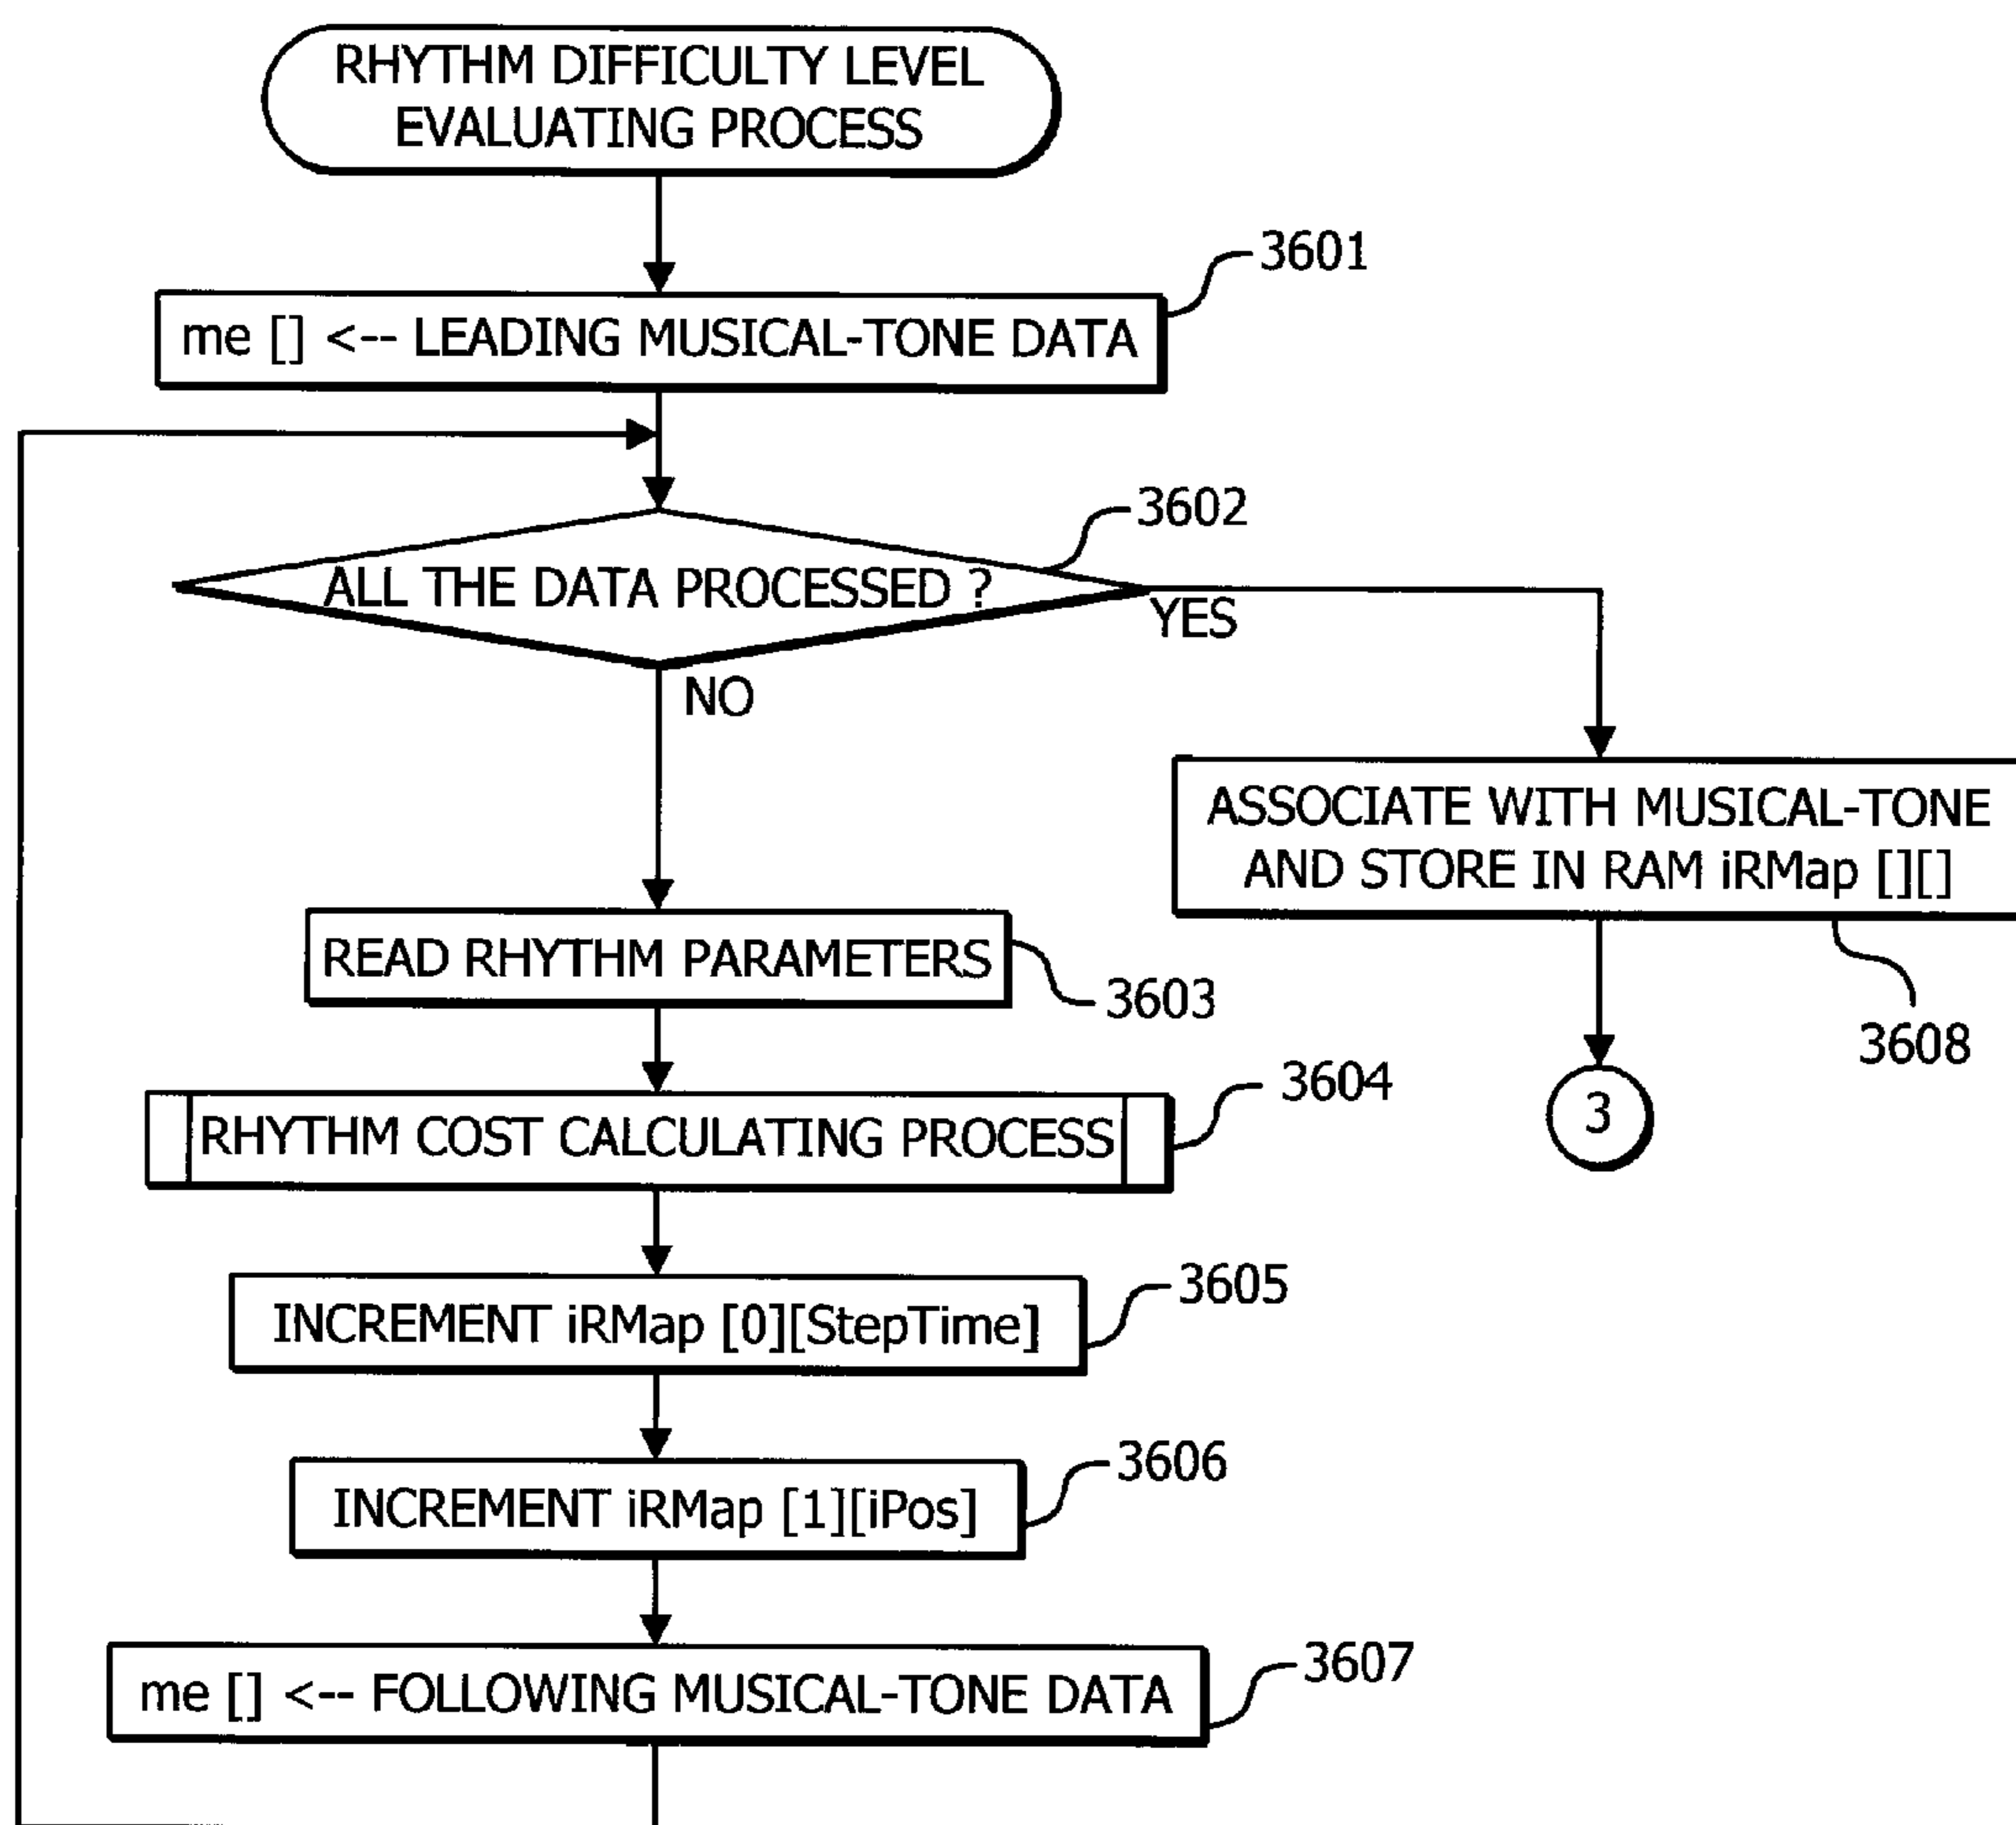 RHYTHM DIFFICULTY LEVEL
EVALUATING PROCESS
3601
me [] <-- LEADING MUSICAL-TONE DATA
3602
ALL THE DATA PROCESSED ?
YES
NO
ASSOCIATE WITH MUSICAL-TONE
AND STORE IN RAM iRMap [][]
READ RHYTHM PARAMETERS
3603
3608
3604
RHYTHM COST CALCULATING PROCESS
3
3605
INCREMENT iRMap [0][StepTime]
3606
INCREMENT iRMap [1][iPos]
3607
me [] <-- FOLLOWING MUSICAL-TONE DATA